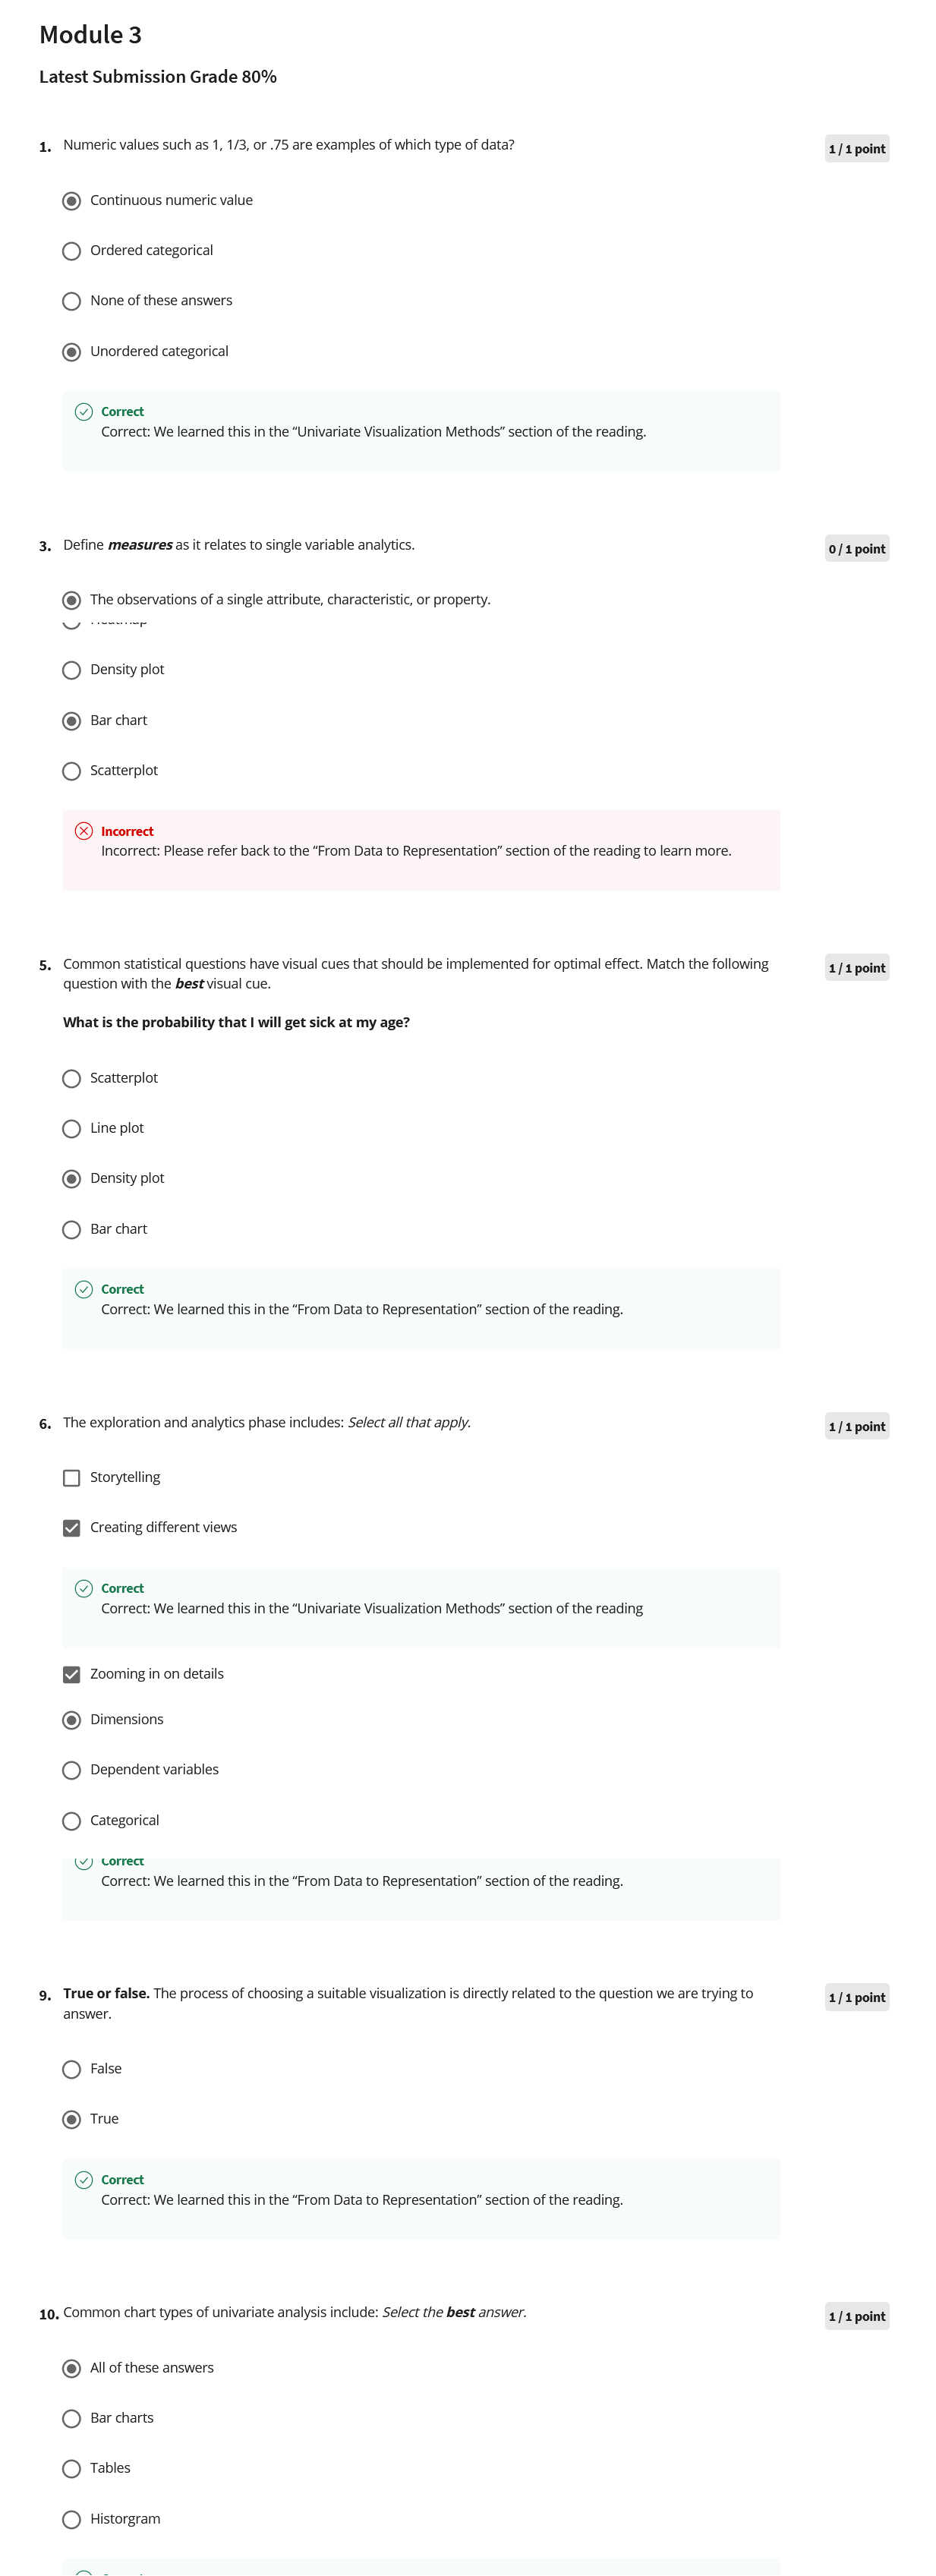 Module 3
Latest Submission Grade 80%
1. Numeric values such as 1, 1/3, or .75 are examples of which type of data?
1 / 1 point
Continuous numeric value
Ordered categorical
None of these answers
Unordered categorical
Correct
Correct: We learned this in the “Univariate Visualization Methods” section of the reading.
3. Define measures as it relates to single variable analytics.
0 / 1 point
The observations of a single attribute, characteristic, or property.
Density plot
Bar chart
Scatterplot
Incorrect
Incorrect: Please refer back to the “From Data to Representation” section of the reading to learn more.
5. Common statistical questions have visual cues that should be implemented for optimal effect. Match the following
question with the best visual cue.
1 / 1 point
What is the probability that I will get sick at my age?
Scatterplot
Line plot
Density plot
Bar chart
Correct
Correct: We learned this in the “From Data to Representation” section of the reading.
6. The exploration and analytics phase includes: Select all that apply.
1 / 1 point
Storytelling
Creating different views
Correct
Correct: We learned this in the “Univariate Visualization Methods” section of the reading
Zooming in on details
Dimensions
Dependent variables
Categorical
Correct
Correct: We learned this in the “From Data to Representation” section of the reading.
9. True or false. The process of choosing a suitable visualization is directly related to the question we are trying to
answer.
1 / 1 point
False
True
Correct
Correct: We learned this in the “From Data to Representation” section of the reading.
10. Common chart types of univariate analysis include: Select the best answer.
1 / 1 point
All of these answers
Bar charts
Tables
Historgram